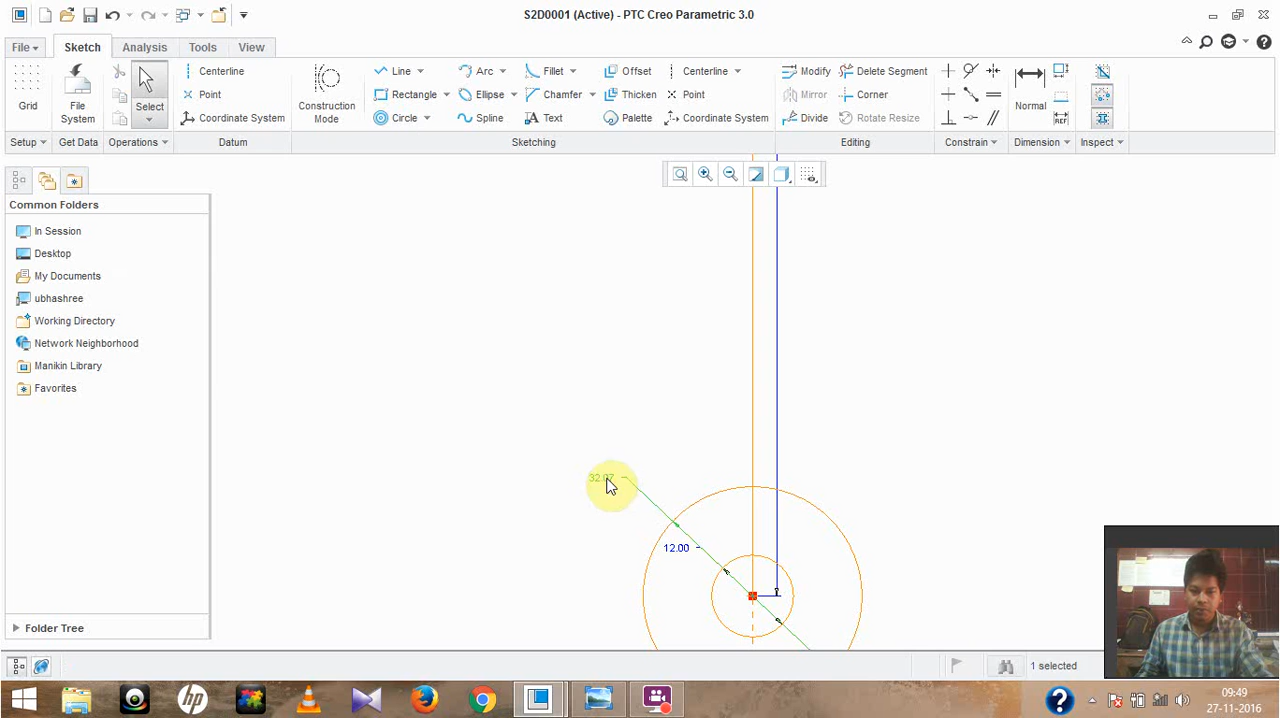 S2D0001 (Active) - PTC Creo Parametric 3.0
File Sketch Analysis Tools View
Grid
File System
Select
Centerline
Point
Coordinate System
Construction Mode
Line Arc Fillet Offset Centerline
Rectangle Ellipse Chamfer Thicken Point
Circle Spline Text Palette Coordinate System
Modify Delete Segment
Mirror Corner
Divide Rotate Resize
Normal
REF
Setup Get Data Operations Datum Sketching Editing Constrain Dimension Inspect
Common Folders
In Session
Desktop
My Documents
ubhashree
Working Directory
Network Neighborhood
Manikin Library
Favorites
Folder Tree
12.00
1 selected
09:49
27-11-2016